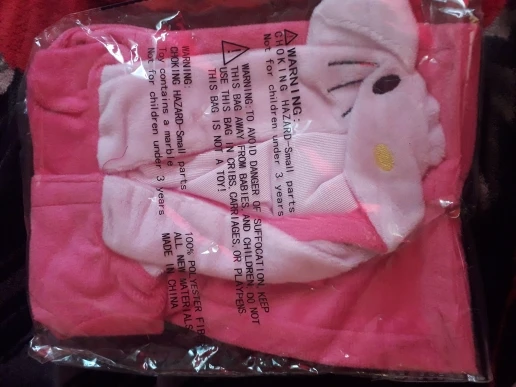 WARNING:
CHOKING HAZARD-Small parts
Not for children under 3 years
WARNING: TO AVOID DANGER OF SUFFOCATION, KEEP
THIS BAG AWAY FROM BABIES AND CHILDREN. DO NOT
USE THIS BAG IN CRIBS, CARRIAGES, OR PLAYPENS.
THIS BAG IS NOT A TOY!
WARNING:
CHOKING HAZARD-Small parts
Toy contains a marble
Not for children under 3 years
100% POLYESTER FIB
ALL NEW MATERIALS
MADE IN CHINA